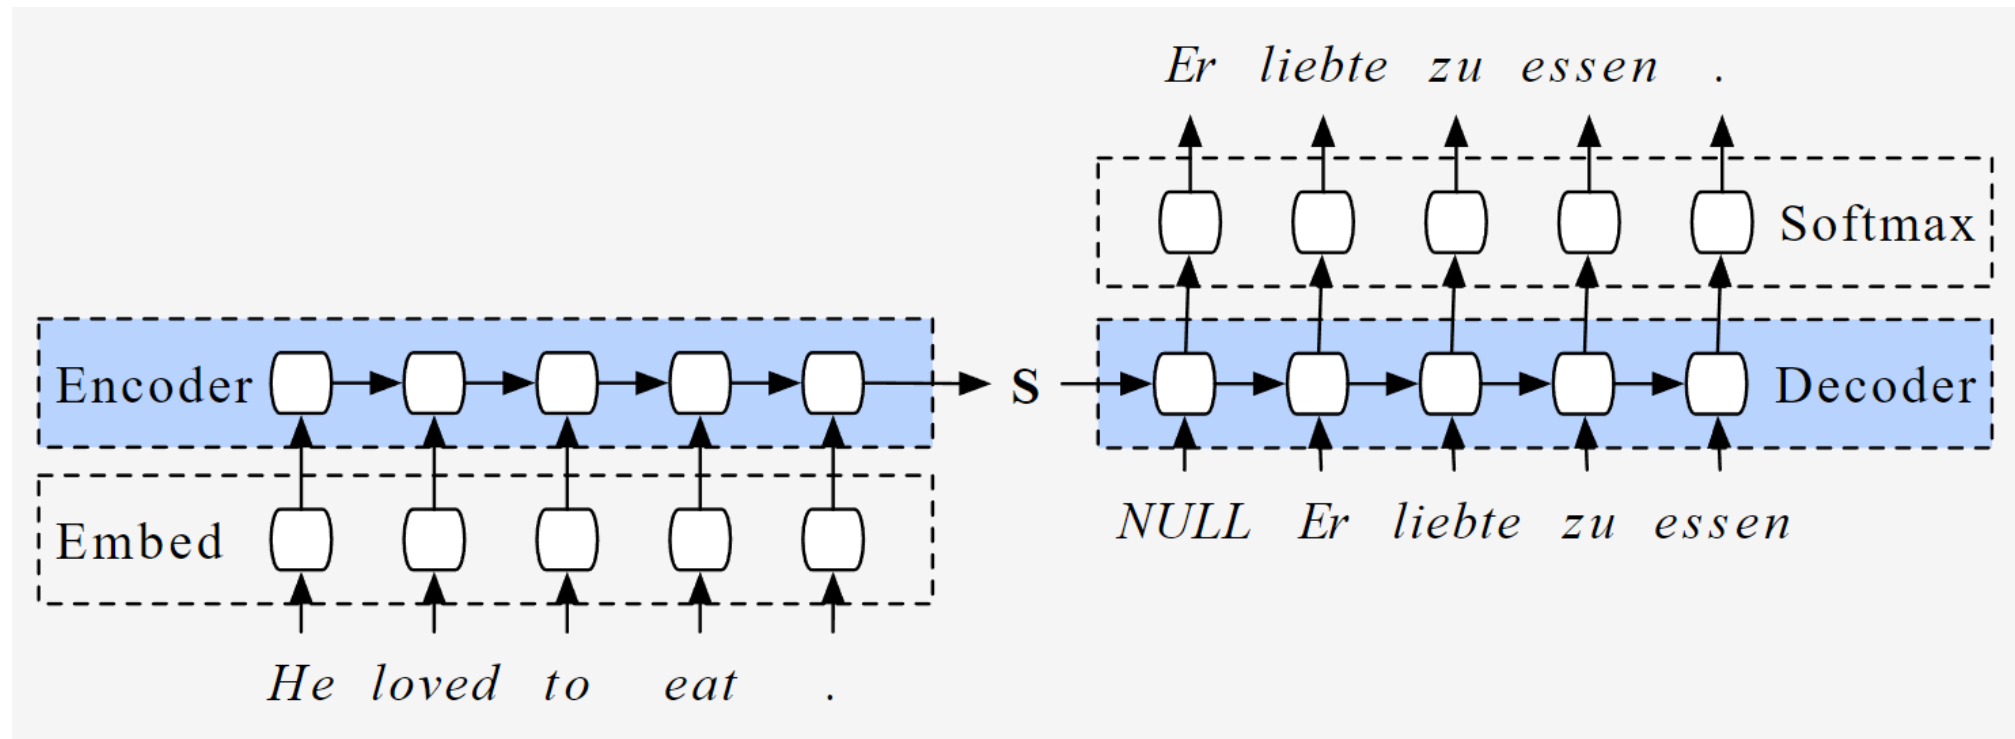 Er liebte zu essen .
Softmax
Encoder
S
Decoder
Embed
NULL Er liebte zu essen
He loved to eat .